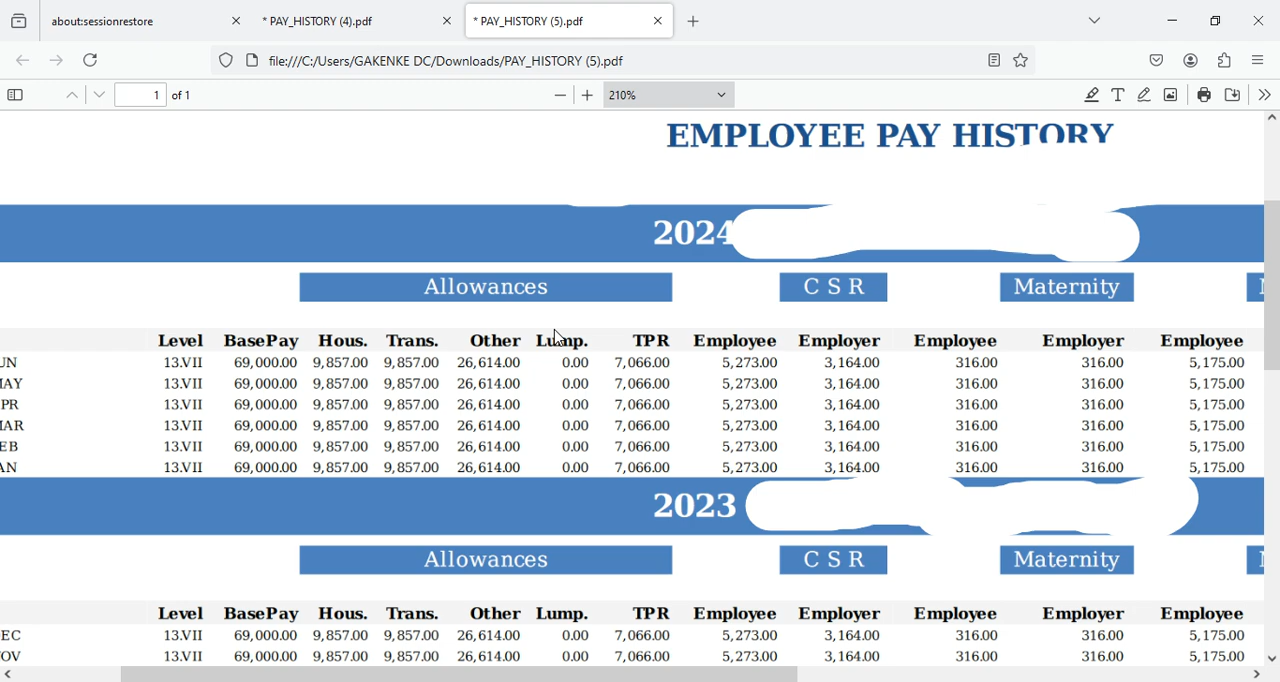 about:sessionrestore * PAY_HISTORY (4).pdf * PAY_HISTORY (5).pdf
file:///C:/Users/GAKENKE DC/Downloads/PAY_HISTORY (5).pdf
1 of 1 210%
EMPLOYEE PAY HISTORY
2024
Allowances C S R Maternity
Level BasePay Hous. Trans. Other Lump. TPR Employee Employer Employee Employer Employee
UN 13.VII 69,000.00 9,857.00 9,857.00 26,614.00 0.00 7,066.00 5,273.00 3,164.00 316.00 316.00 5,175.00
AY 13.VII 69,000.00 9,857.00 9,857.00 26,614.00 0.00 7,066.00 5,273.00 3,164.00 316.00 316.00 5,175.00
PR 13.VII 69,000.00 9,857.00 9,857.00 26,614.00 0.00 7,066.00 5,273.00 3,164.00 316.00 316.00 5,175.00
AR 13.VII 69,000.00 9,857.00 9,857.00 26,614.00 0.00 7,066.00 5,273.00 3,164.00 316.00 316.00 5,175.00
EB 13.VII 69,000.00 9,857.00 9,857.00 26,614.00 0.00 7,066.00 5,273.00 3,164.00 316.00 316.00 5,175.00
AN 13.VII 69,000.00 9,857.00 9,857.00 26,614.00 0.00 7,066.00 5,273.00 3,164.00 316.00 316.00 5,175.00
2023
Allowances C S R Maternity
Level BasePay Hous. Trans. Other Lump. TPR Employee Employer Employee Employer Employee
EC 13.VII 69,000.00 9,857.00 9,857.00 26,614.00 0.00 7,066.00 5,273.00 3,164.00 316.00 316.00 5,175.00
OV 13.VII 69,000.00 9,857.00 9,857.00 26,614.00 0.00 7,066.00 5,273.00 3,164.00 316.00 316.00 5,175.00